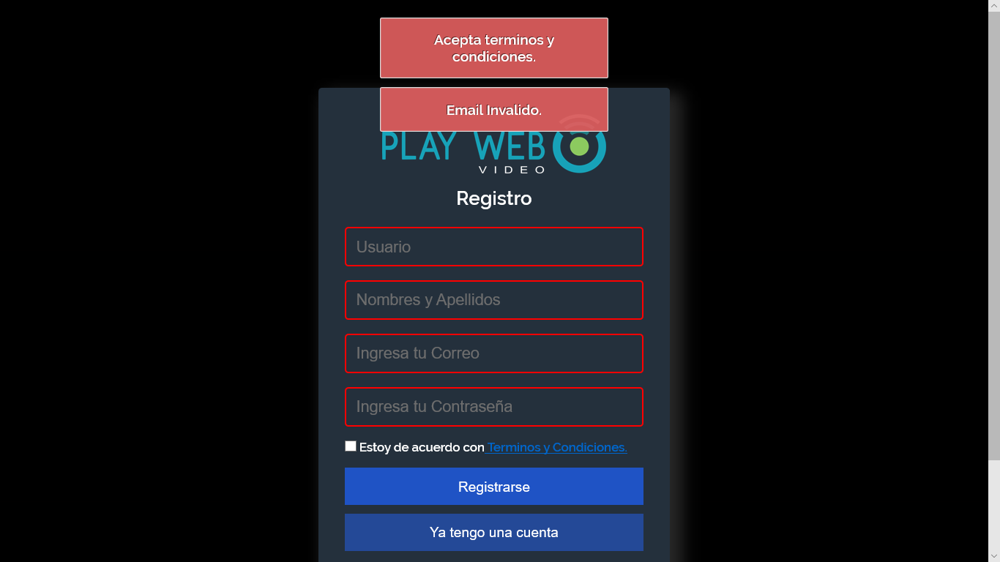 Acepta terminos y
condiciones.
Email Invalido.
PLAY WEB
VIDEO
Registro
Usuario
Nombres y Apellidos
Ingresa tu Correo
Ingresa tu Contraseña
Estoy de acuerdo con Terminos y Condiciones.
Registrarse
Ya tengo una cuenta